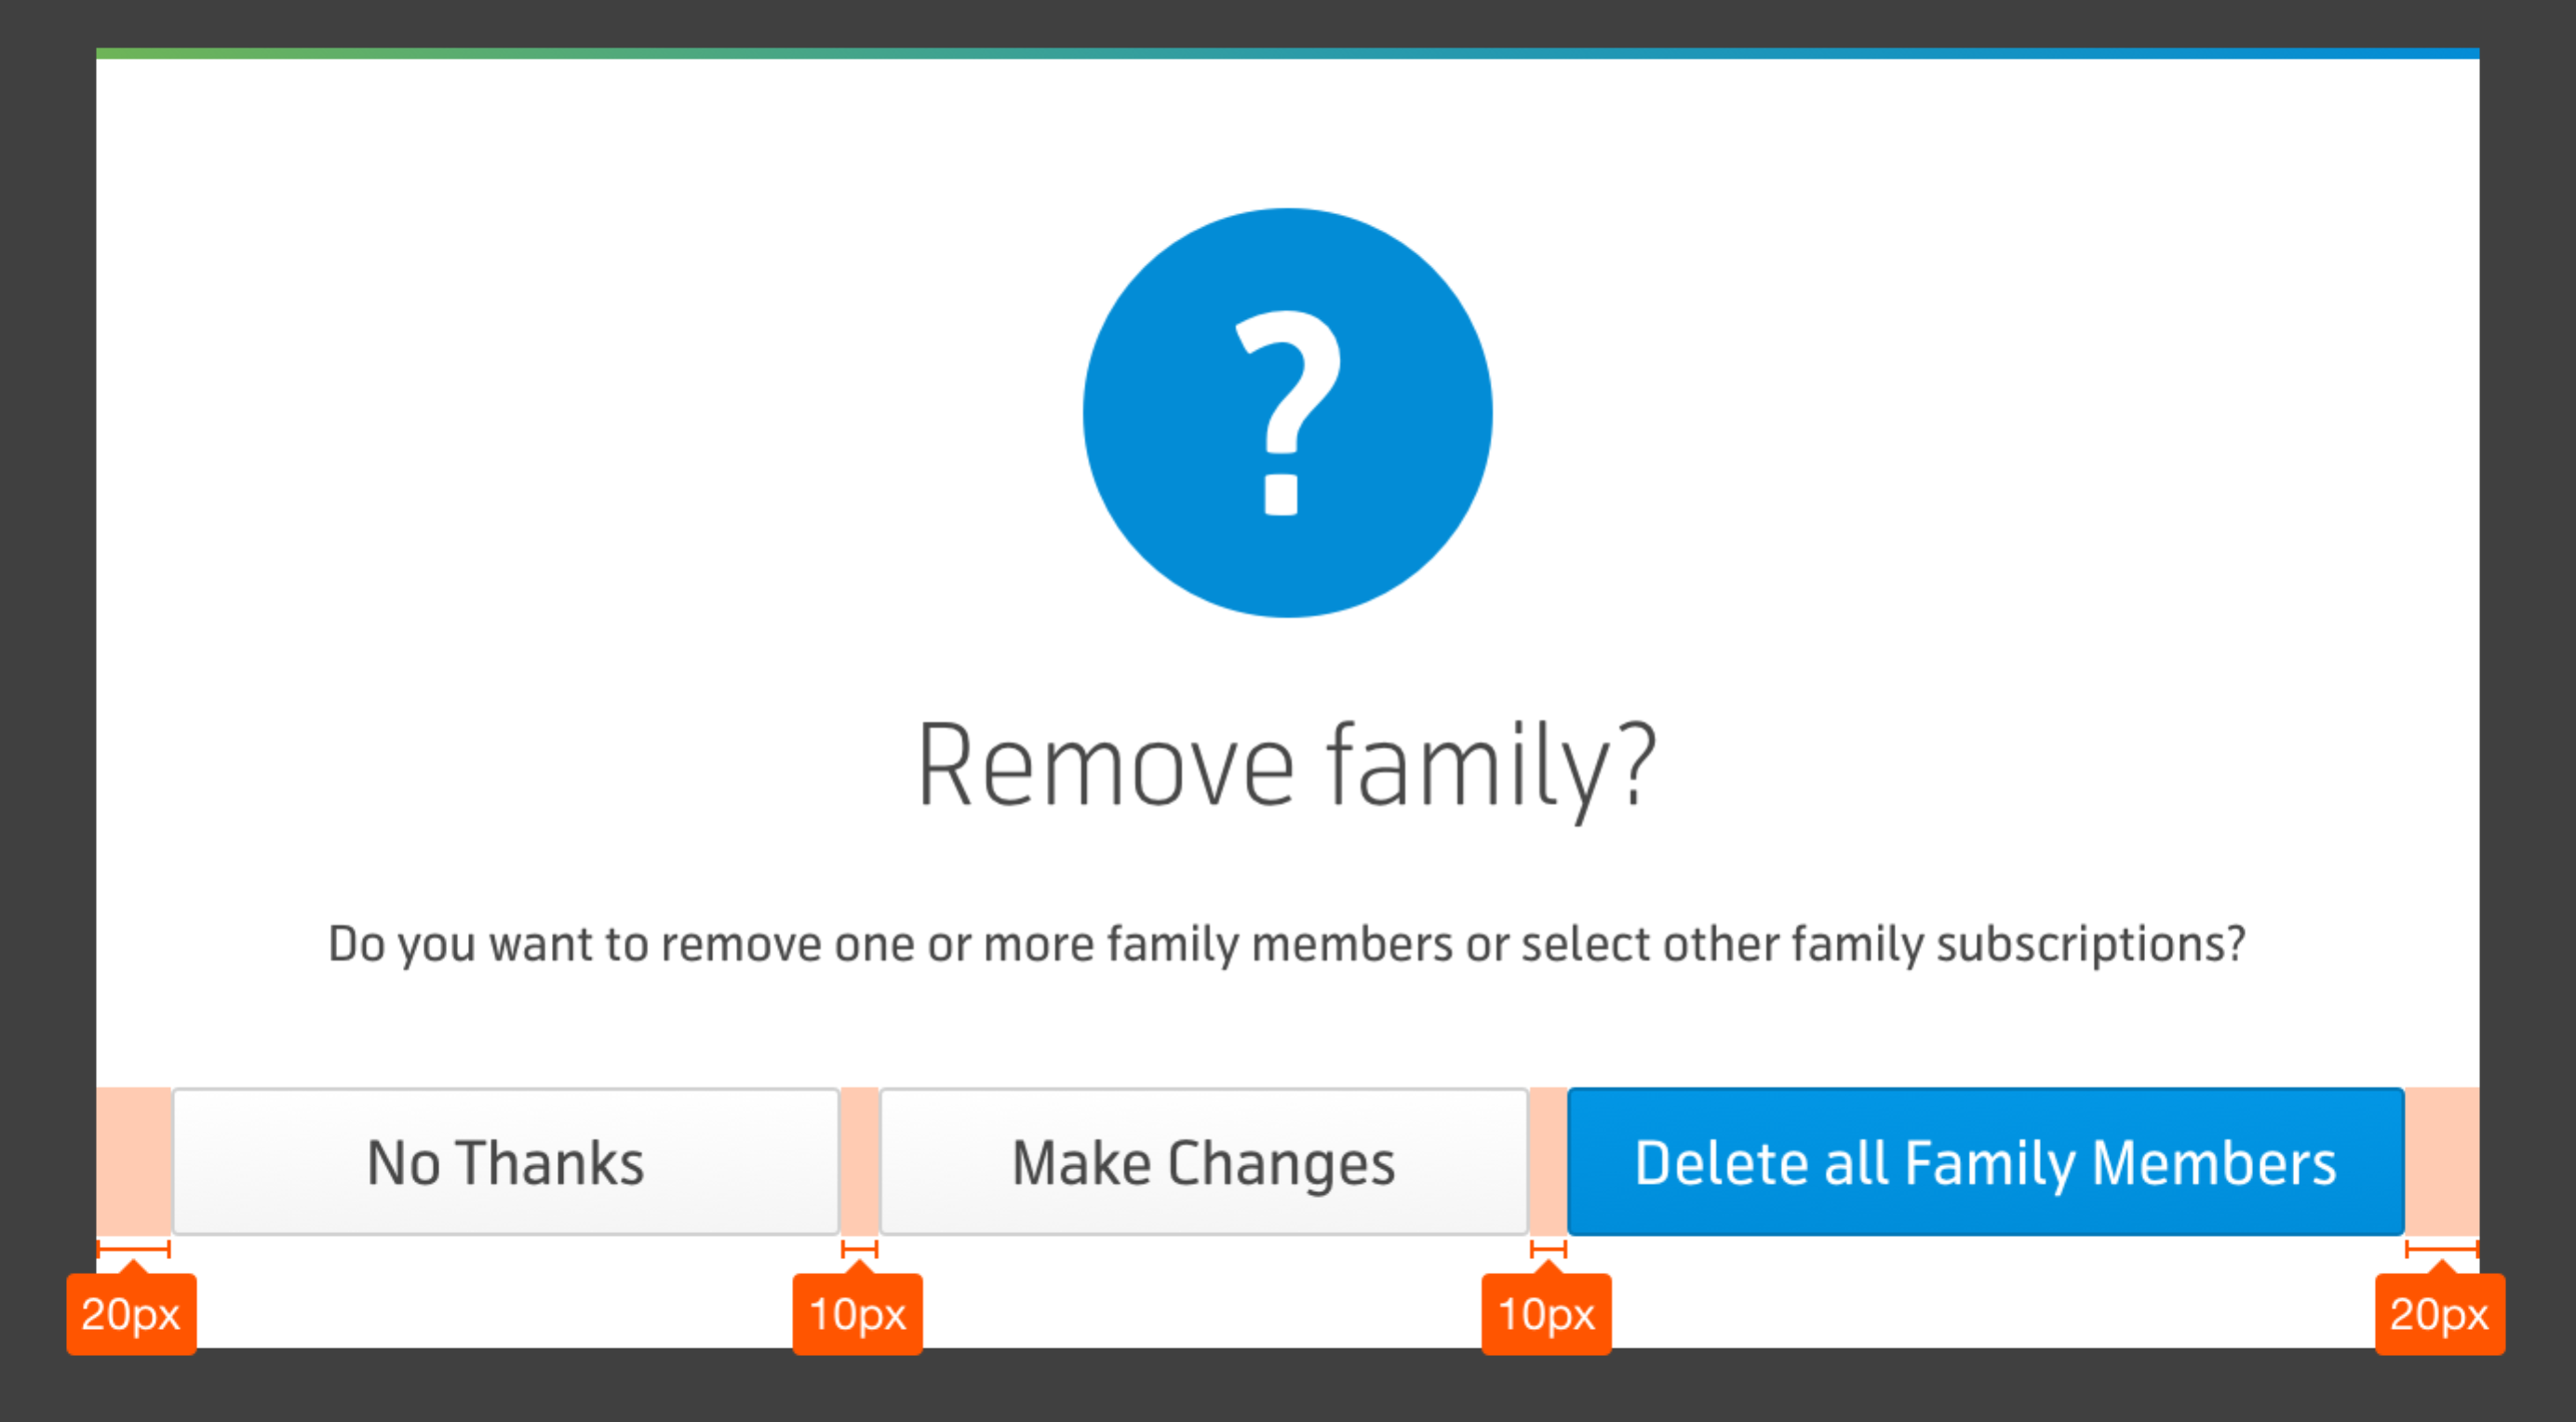 ?
Remove family?
Do you want to remove one or more family members or select other family subscriptions?
No Thanks
Make Changes
Delete all Family Members
20px
10px
10px
20px